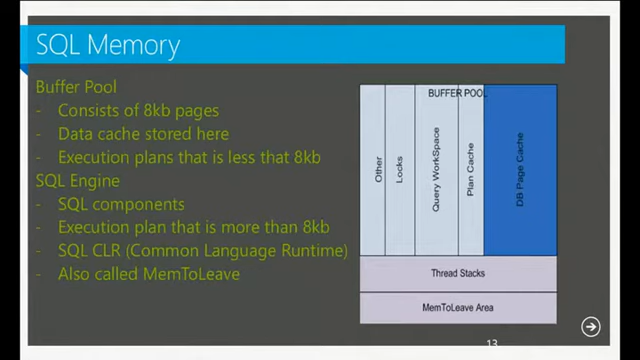 SQL Memory
Buffer Pool
- Consists of 8kb pages
- Data cache stored here
- Execution plans that is less that 8kb
SQL Engine
- SQL components
- Execution plan that is more than 8kb
- SQL CLR (Common Language Runtime)
- Also called MemToLeave
BUFFER POOL
Other
Locks
Query WorkSpace
Plan Cache
DB Page Cache
Thread Stacks
MemToLeave Area
13